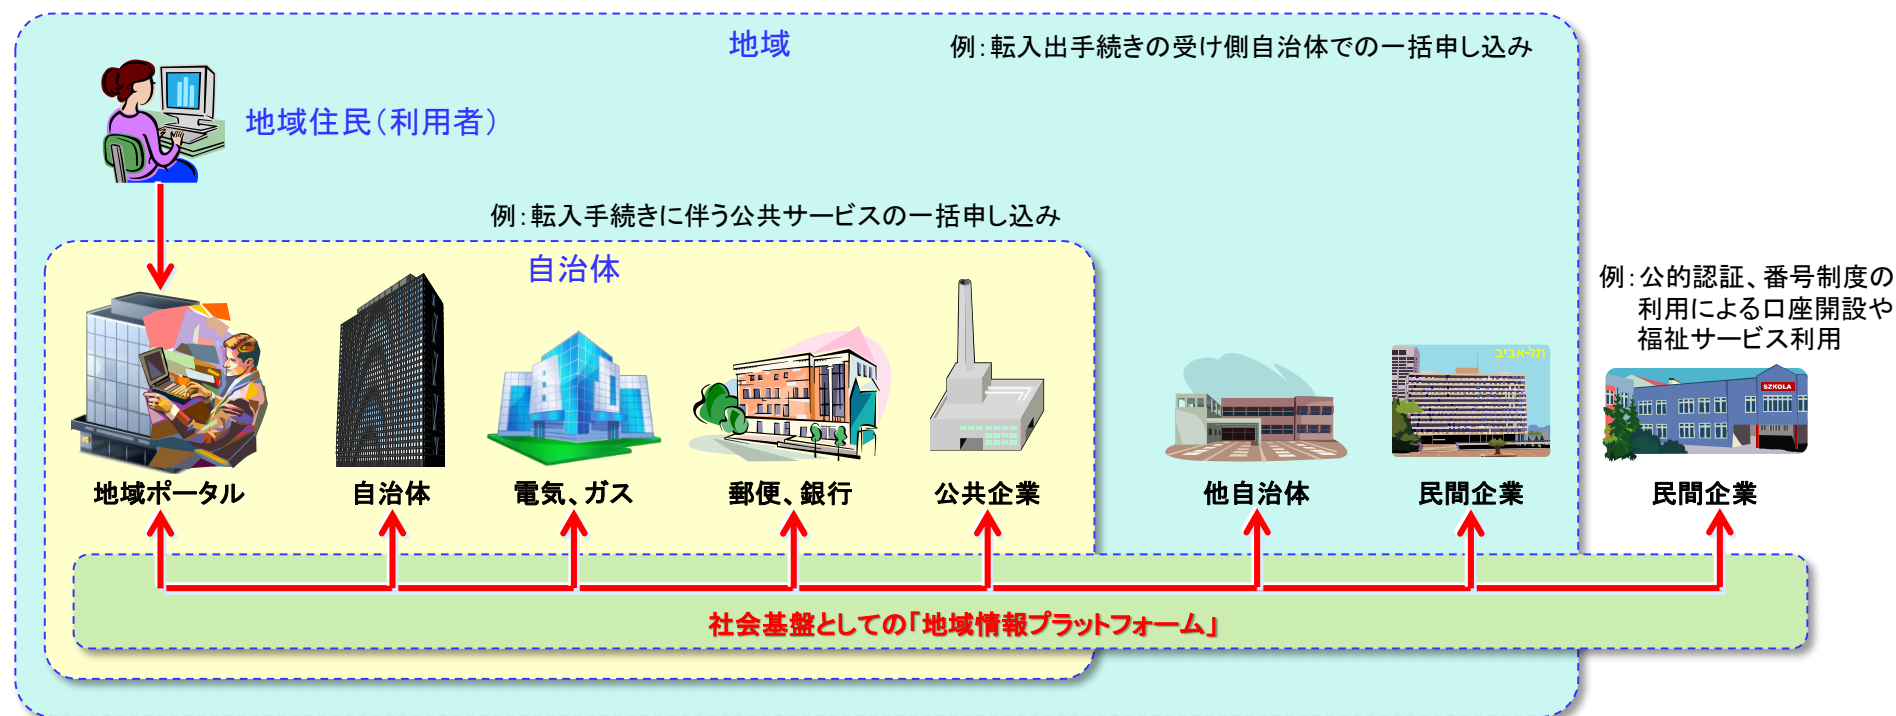 地域
例：転入出手続きの受け側自治体での一括申し込み
地域住民（利用者）
例：転入手続きに伴う公共サービスの一括申し込み
自治体
例：公的認証、番号制度の
利用による口座開設や
福祉サービス利用
תל-אביב
SZKOLA
地域ポータル
自治体
電気、ガス
郵便、銀行
公共企業
他自治体
民間企業
民間企業
社会基盤としての「地域情報プラットフォーム」